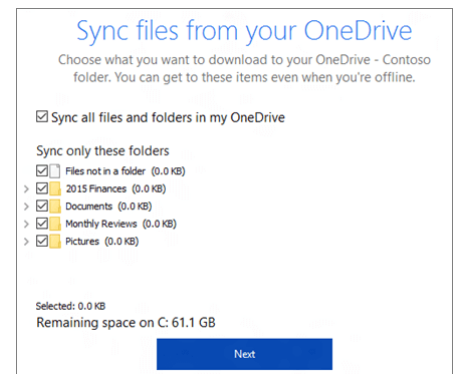 Sync files from your OneDrive
Choose what you want to download to your OneDrive - Contoso
folder. You can get to these items even when you're offline.
Sync all files and folders in my OneDrive
Sync only these folders
Files not in a folder (0.0 KB)
2015 Finances (0.0 KB)
Documents (0.0 KB)
Monthly Reviews (0.0 KB)
Pictures (0.0 KB)
Selected: 0.0 KB
Remaining space on C: 61.1 GB
Next